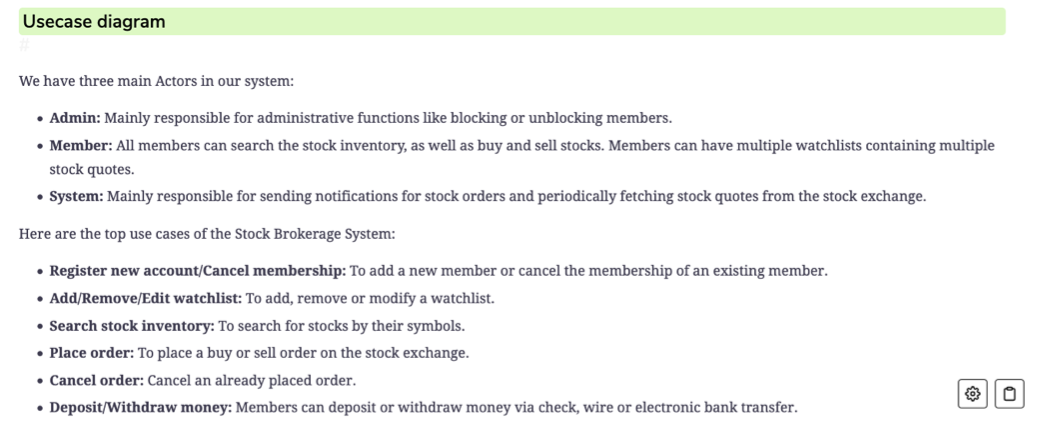 Usecase diagram
#
We have three main Actors in our system:
• Admin: Mainly responsible for administrative functions like blocking or unblocking members.
• Member: All members can search the stock inventory, as well as buy and sell stocks. Members can have multiple watchlists containing multiple
stock quotes.
• System: Mainly responsible for sending notifications for stock orders and periodically fetching stock quotes from the stock exchange.
Here are the top use cases of the Stock Brokerage System:
• Register new account/Cancel membership: To add a new member or cancel the membership of an existing member.
• Add/Remove/Edit watchlist: To add, remove or modify a watchlist.
• Search stock inventory: To search for stocks by their symbols.
• Place order: To place a buy or sell order on the stock exchange.
• Cancel order: Cancel an already placed order.
• Deposit/Withdraw money: Members can deposit or withdraw money via check, wire or electronic bank transfer.